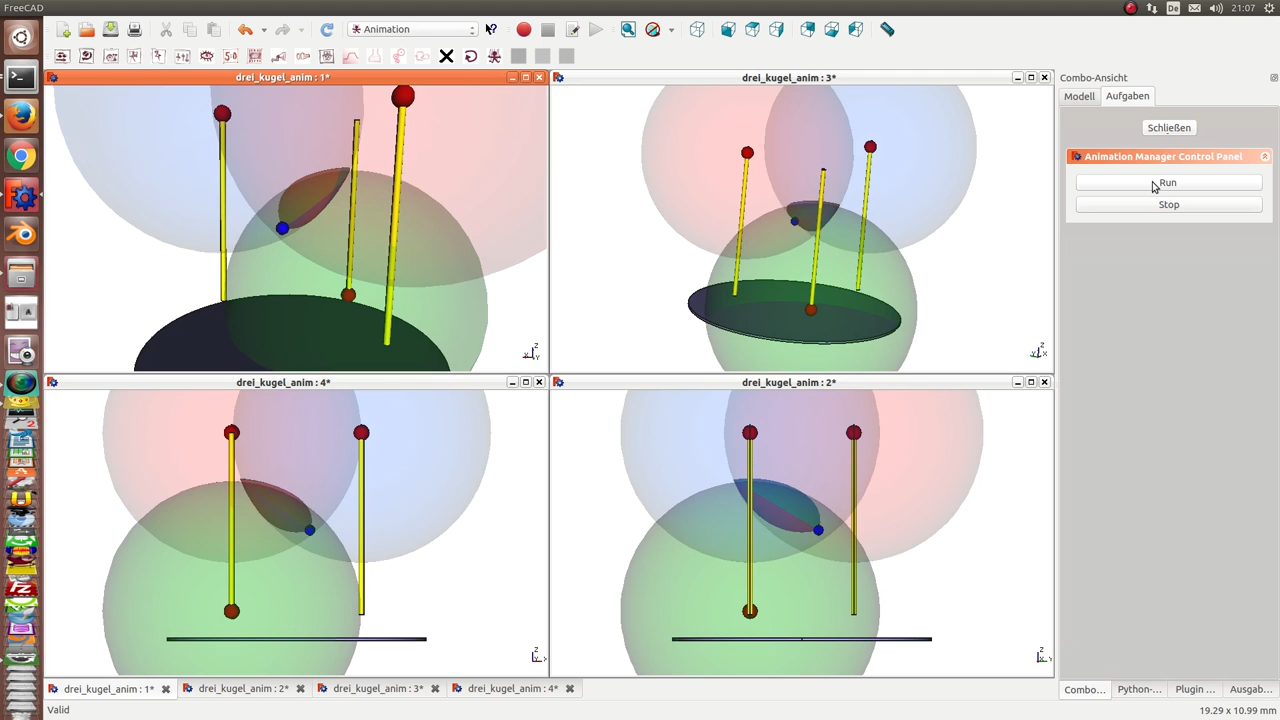 FreeCAD
De
21:07
Animation
drei_kugel_anim : 1*
drei_kugel_anim : 3*
Combo-Ansicht
Modell
Aufgaben
Schließen
Animation Manager Control Panel
Run
Stop
drei_kugel_anim : 4*
drei_kugel_anim : 2*
drei_kugel_anim : 1*
drei_kugel_anim : 2*
drei_kugel_anim : 3*
drei_kugel_anim : 4*
Combo...
Python-...
Plugin ...
Ausgab...
Valid
19.29 x 10.99 mm